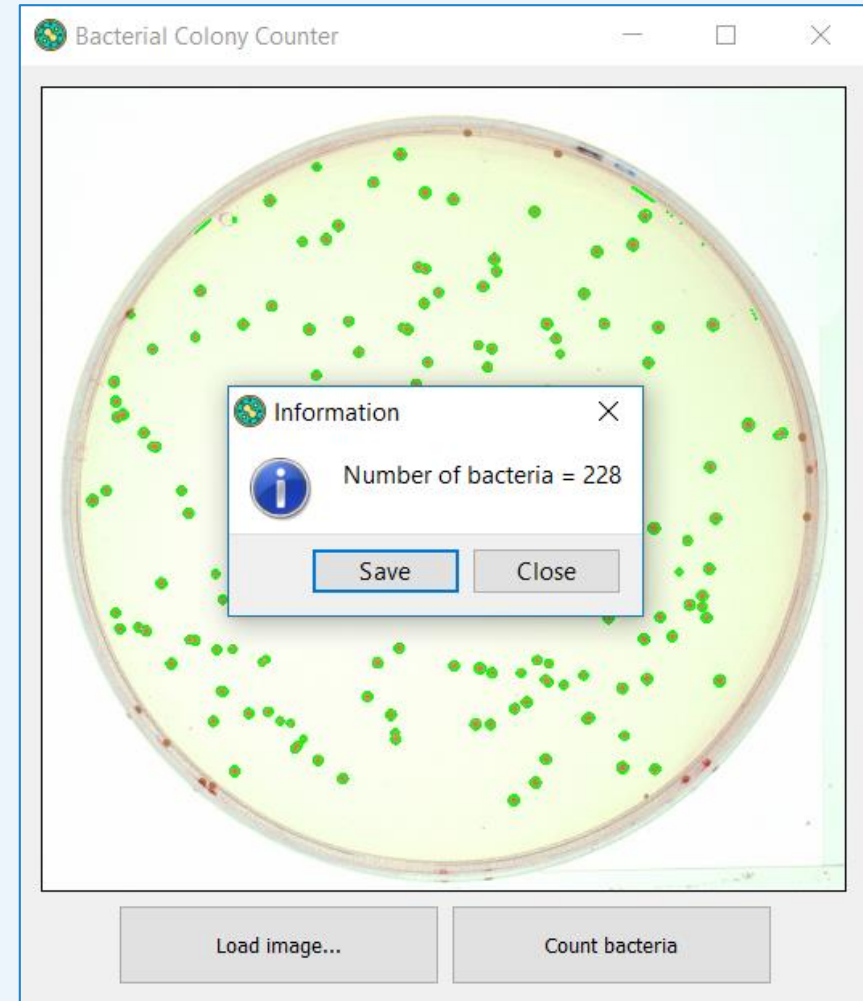 Bacterial Colony Counter
Information
Number of bacteria = 228
Save Close
Load image... Count bacteria